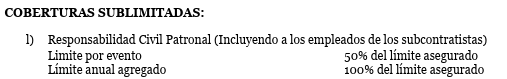 COBERTURAS SUBLIMITADAS:
l) Responsabilidad Civil Patronal (Incluyendo a los empleados de los subcontratistas)
Limite por evento 50% del límite asegurado
Límite anual agregado 100% del límite asegurado